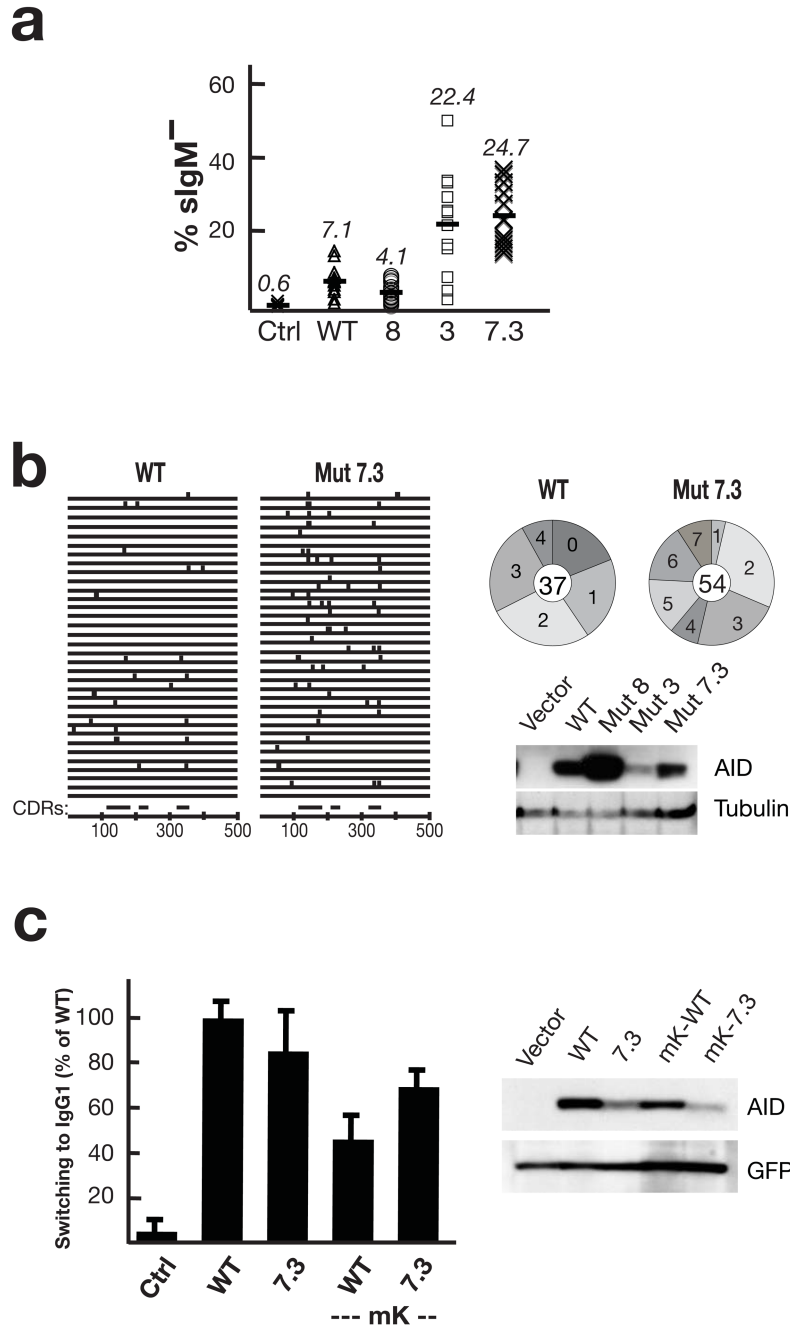 a
% sIgM–
60
40
20
0.6
7.1
4.1
22.4
24.7
Ctrl WT 8 3 7.3
b
WT
Mut 7.3
CDRs:
100 300 500
100 300 500
WT
Mut 7.3
0
1
2
3
4
37
1
2
3
4
5
6
7
54
Vector
WT
Mut 8
Mut 3
Mut 7.3
AID
Tubulin
c
Switching to IgG1 (% of WT)
100
80
60
40
20
Ctrl
WT
7.3
WT
7.3
--- mK --
Vector
WT
7.3
mK-WT
mK-7.3
AID
GFP